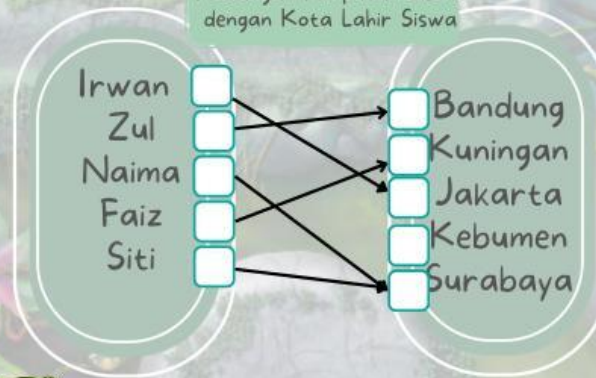 dengan Kota Lahir Siswa
Irwan
Zul
Naima
Faiz
Siti
Bandung
Kuningan
Jakarta
Kebumen
Surabaya